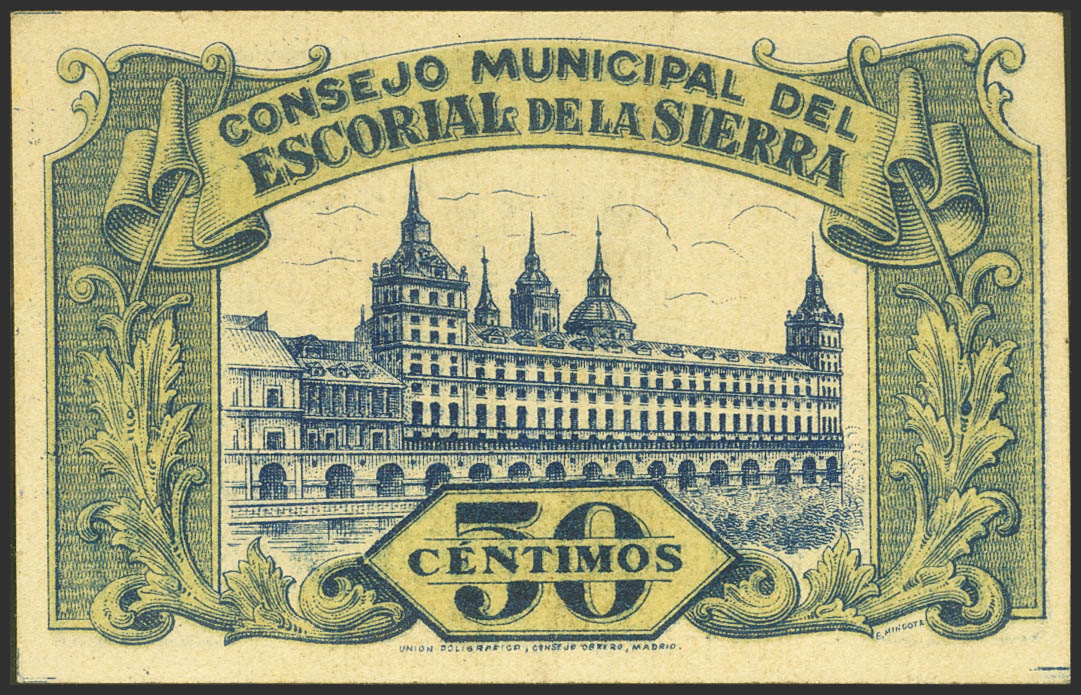 CONSEJO MUNICIPAL DEL
ESCORIAL DE LA SIERRA
50
CÉNTIMOS
E. MINGOTE
UNION POLIGRAFICA, CONSEJO OBRERO, MADRID.